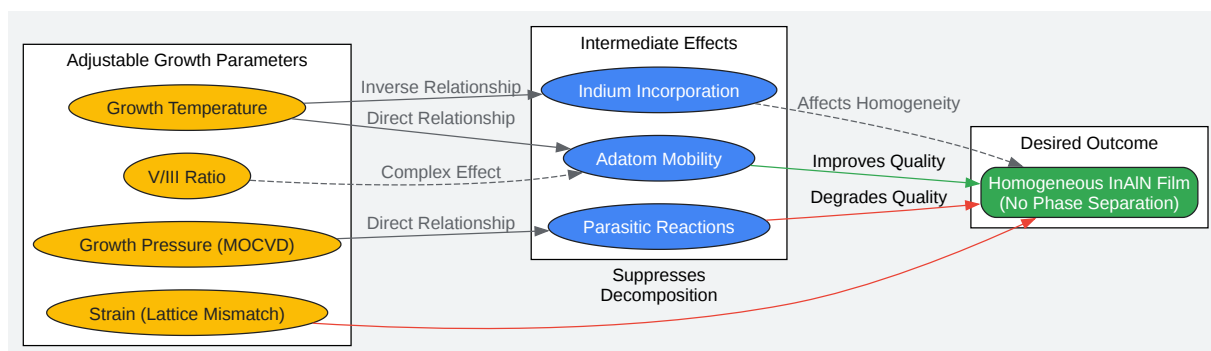 Adjustable Growth Parameters
Growth Temperature
V/III Ratio
Growth Pressure (MOCVD)
Strain (Lattice Mismatch)
Inverse Relationship
Direct Relationship
Complex Effect
Direct Relationship
Intermediate Effects
Indium Incorporation
Adatom Mobility
Parasitic Reactions
Suppresses
Decomposition
Affects Homogeneity
Improves Quality
Degrades Quality
Desired Outcome
Homogeneous InAlN Film
(No Phase Separation)